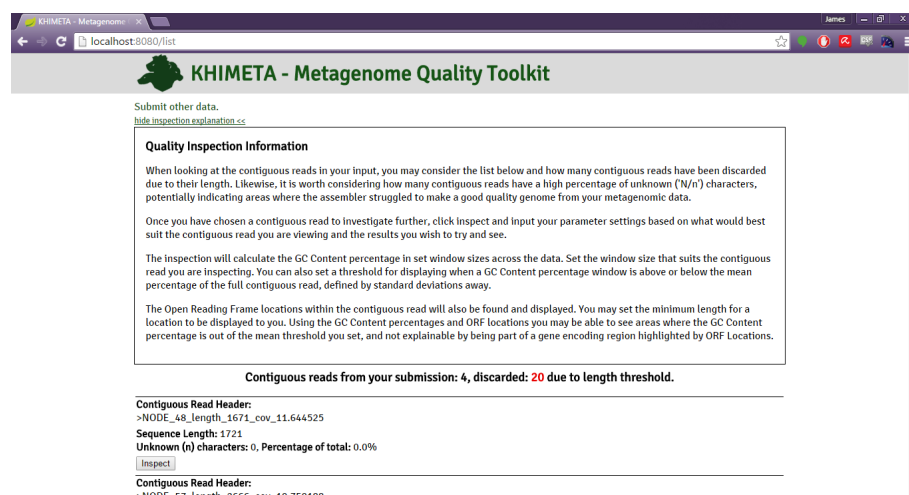 KHIMETA - Metagenome
James
localhost:8080/list
KHIMETA - Metagenome Quality Toolkit
Submit other data.
hide inspection explanation <<
Quality Inspection Information
When looking at the contiguous reads in your input, you may consider the list below and how many contiguous reads have been discarded
due to their length. Likewise, it is worth considering how many contiguous reads have a high percentage of unknown ('N/n') characters,
potentially indicating areas where the assembler struggled to make a good quality genome from your metagenomic data.
Once you have chosen a contiguous read to investigate further, click inspect and input your parameter settings based on what would best
suit the contiguous read you are viewing and the results you wish to try and see.
The inspection will calculate the GC Content percentage in set window sizes across the data. Set the window size that suits the contiguous
read you are inspecting. You can also set a threshold for displaying when a GC Content percentage window is above or below the mean
percentage of the full contiguous read, defined by standard deviations away.
The Open Reading Frame locations within the contiguous read will also be found and displayed. You may set the minimum length for a
location to be displayed to you. Using the GC Content percentages and ORF locations you may be able to see areas where the GC Content
percentage is out of the mean threshold you set, and not explainable by being part of a gene encoding region highlighted by ORF Locations.
Contiguous reads from your submission: 4, discarded: 20 due to length threshold.
Contiguous Read Header:
>NODE_48_length_1671_cov_11.644525
Sequence Length: 1721
Unknown (n) characters: 0, Percentage of total: 0.0%
Inspect
Contiguous Read Header: